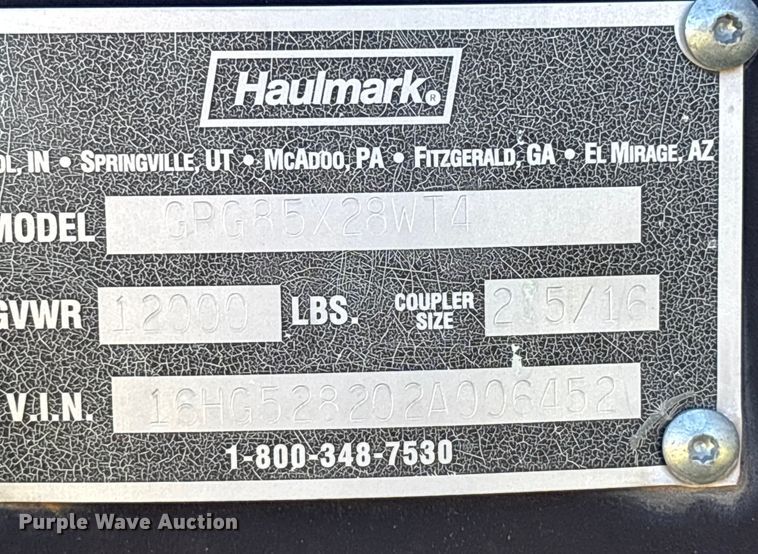 Haulmark®
OL, IN • SPRINGVILLE, UT • MCADOO, PA • FITZGERALD, GA • EL MIRAGE, AZ
MODEL GRG85X28WT4
GVWR 12000 LBS. COUPLER SIZE 2 5/16
V.I.N. 16HG528202A006452
1-800-348-7530
Purple Wave Auction